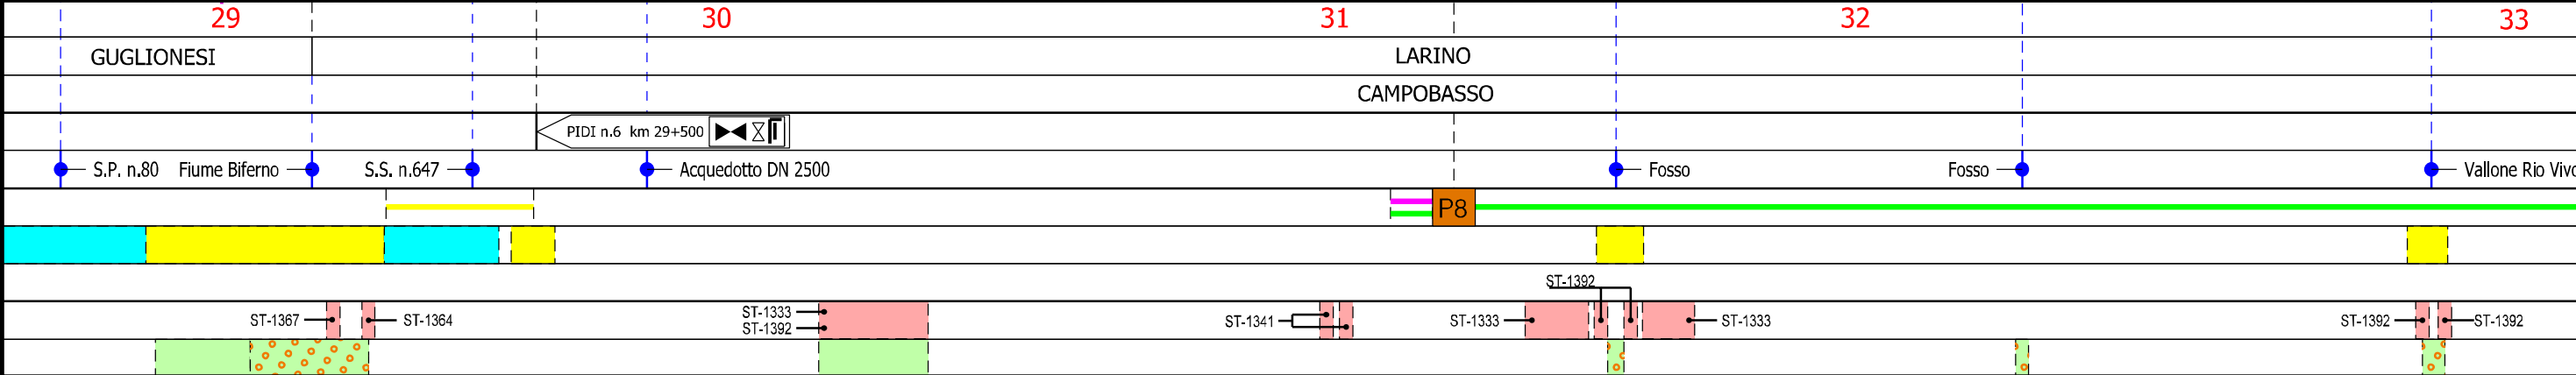 29 30 31 32 33
GUGLIONESI LARINO
CAMPOBASSO
PIDI n.6 km 29+500
S.P. n.80 Fiume Biferno S.S. n.647 Acquedotto DN 2500 Fosso Fosso Vallone Rio Vivo
P8
ST-1392
ST-1333
ST-1367 ST-1364 ST-1341 ST-1333 ST-1333 ST-1392 ST-1392
ST-1392